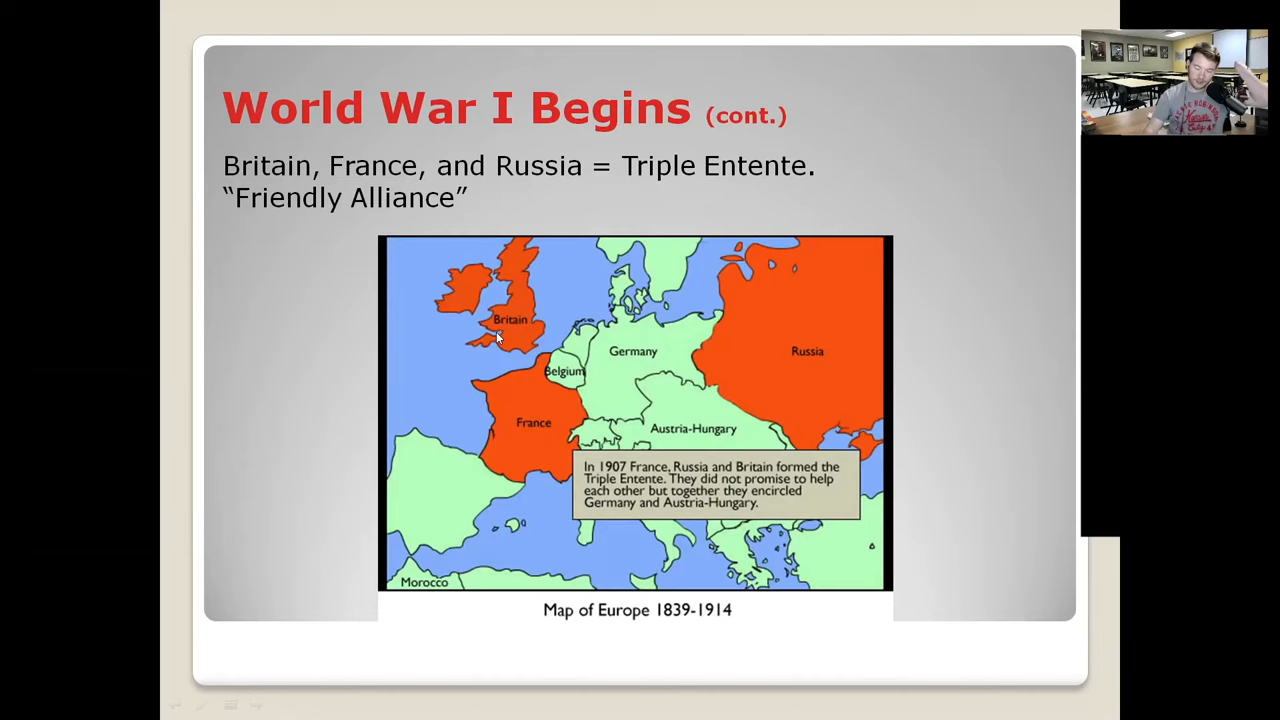 World War I Begins (cont.)
Britain, France, and Russia = Triple Entente.
“Friendly Alliance”
Britain
Germany
Russia
Belgium
France
Austria-Hungary
In 1907 France, Russia and Britain formed the
Triple Entente. They did not promise to help
each other but together they encircled
Germany and Austria-Hungary.
Morocco
Map of Europe 1839-1914